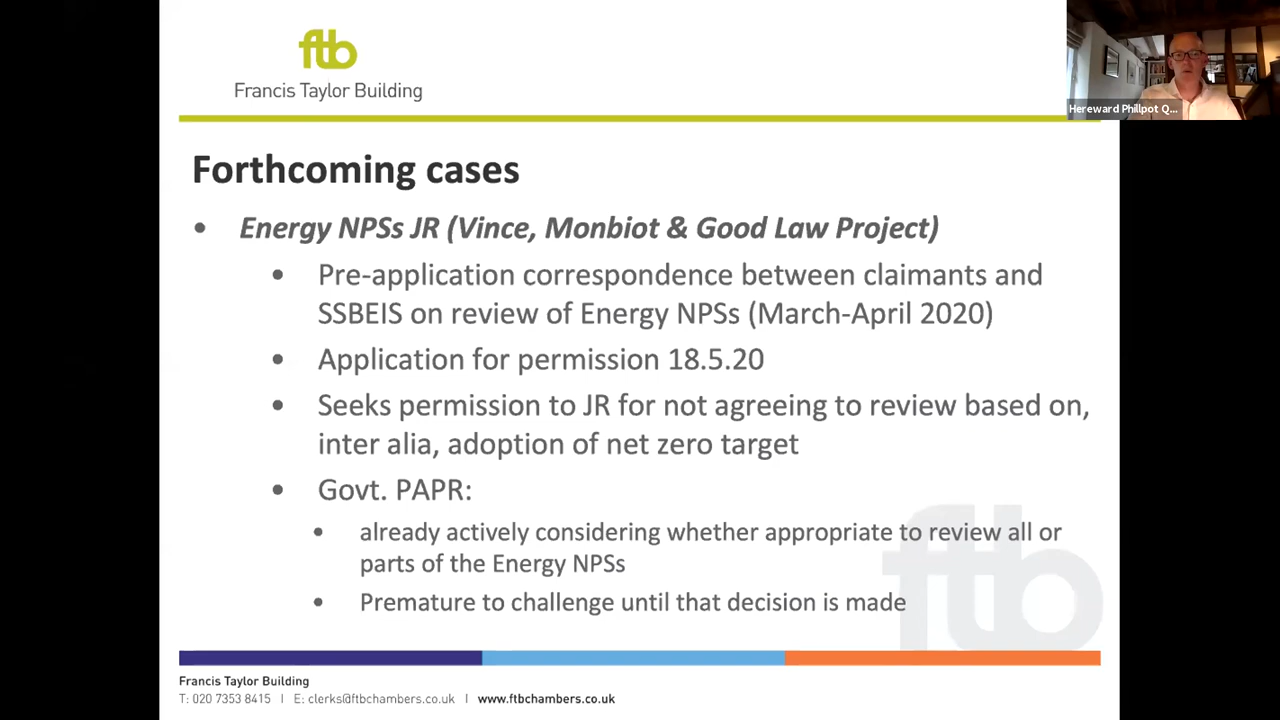 ftb
Francis Taylor Building
Hereward Phillpot Q...
Forthcoming cases
• Energy NPSs JR (Vince, Monbiot & Good Law Project)
• Pre-application correspondence between claimants and
SSBEIS on review of Energy NPSs (March-April 2020)
• Application for permission 18.5.20
• Seeks permission to JR for not agreeing to review based on,
inter alia, adoption of net zero target
• Govt. PAPR:
• already actively considering whether appropriate to review all or
parts of the Energy NPSs
• Premature to challenge until that decision is made
ftb
Francis Taylor Building
T: 020 7353 8415 | E: clerks@ftbchambers.co.uk | www.ftbchambers.co.uk